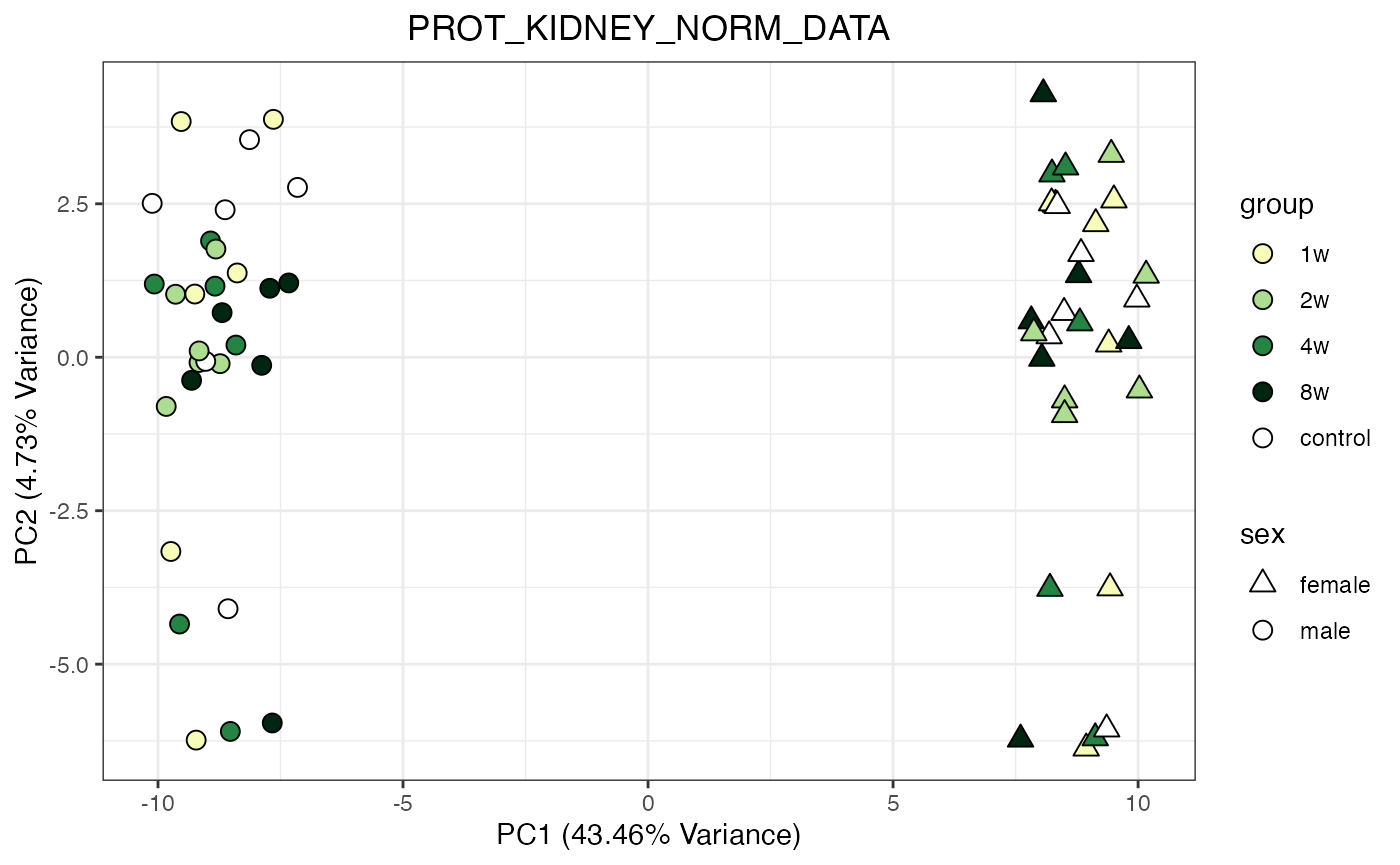 PROT_KIDNEY_NORM_DATA
PC2 (4.73% Variance)
2.5
0.0
-2.5
-5.0
-10
-5
0
5
10
PC1 (43.46% Variance)
group
1w
2w
4w
8w
control
sex
female
male